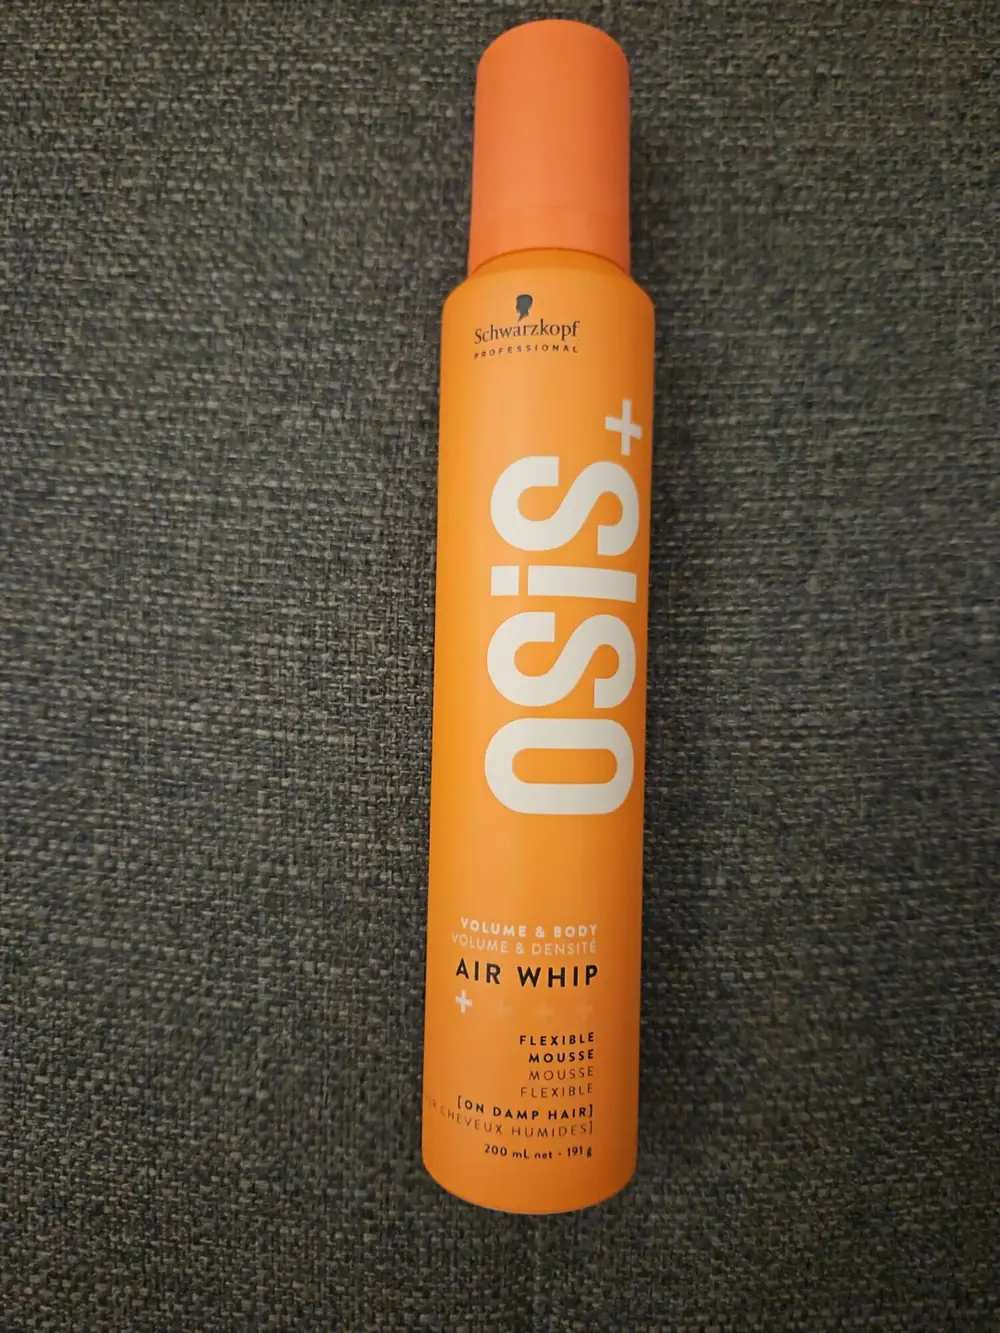 Schwarzkopf
PROFESSIONAL
OSiS+
VOLUME & BODY
VOLUME & DENSITÉ
AIR WHIP
+ + + +
FLEXIBLE
MOUSSE
MOUSSE
FLEXIBLE
[ON DAMP HAIR]
CHEVEUX HUMIDES]
200 mL net - 191 g